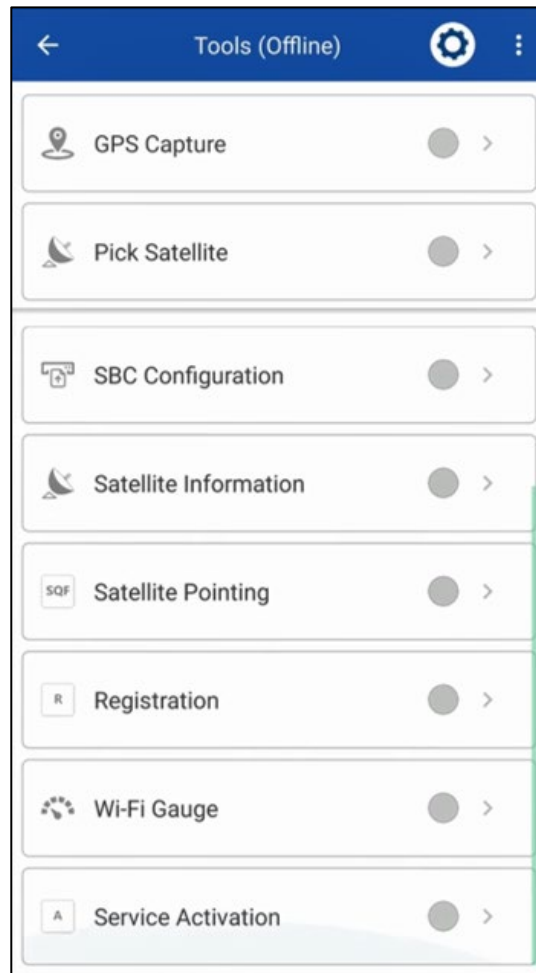 Tools (Offline)
GPS Capture
Pick Satellite
SBC Configuration
Satellite Information
SQF Satellite Pointing
R Registration
Wi-Fi Gauge
A Service Activation